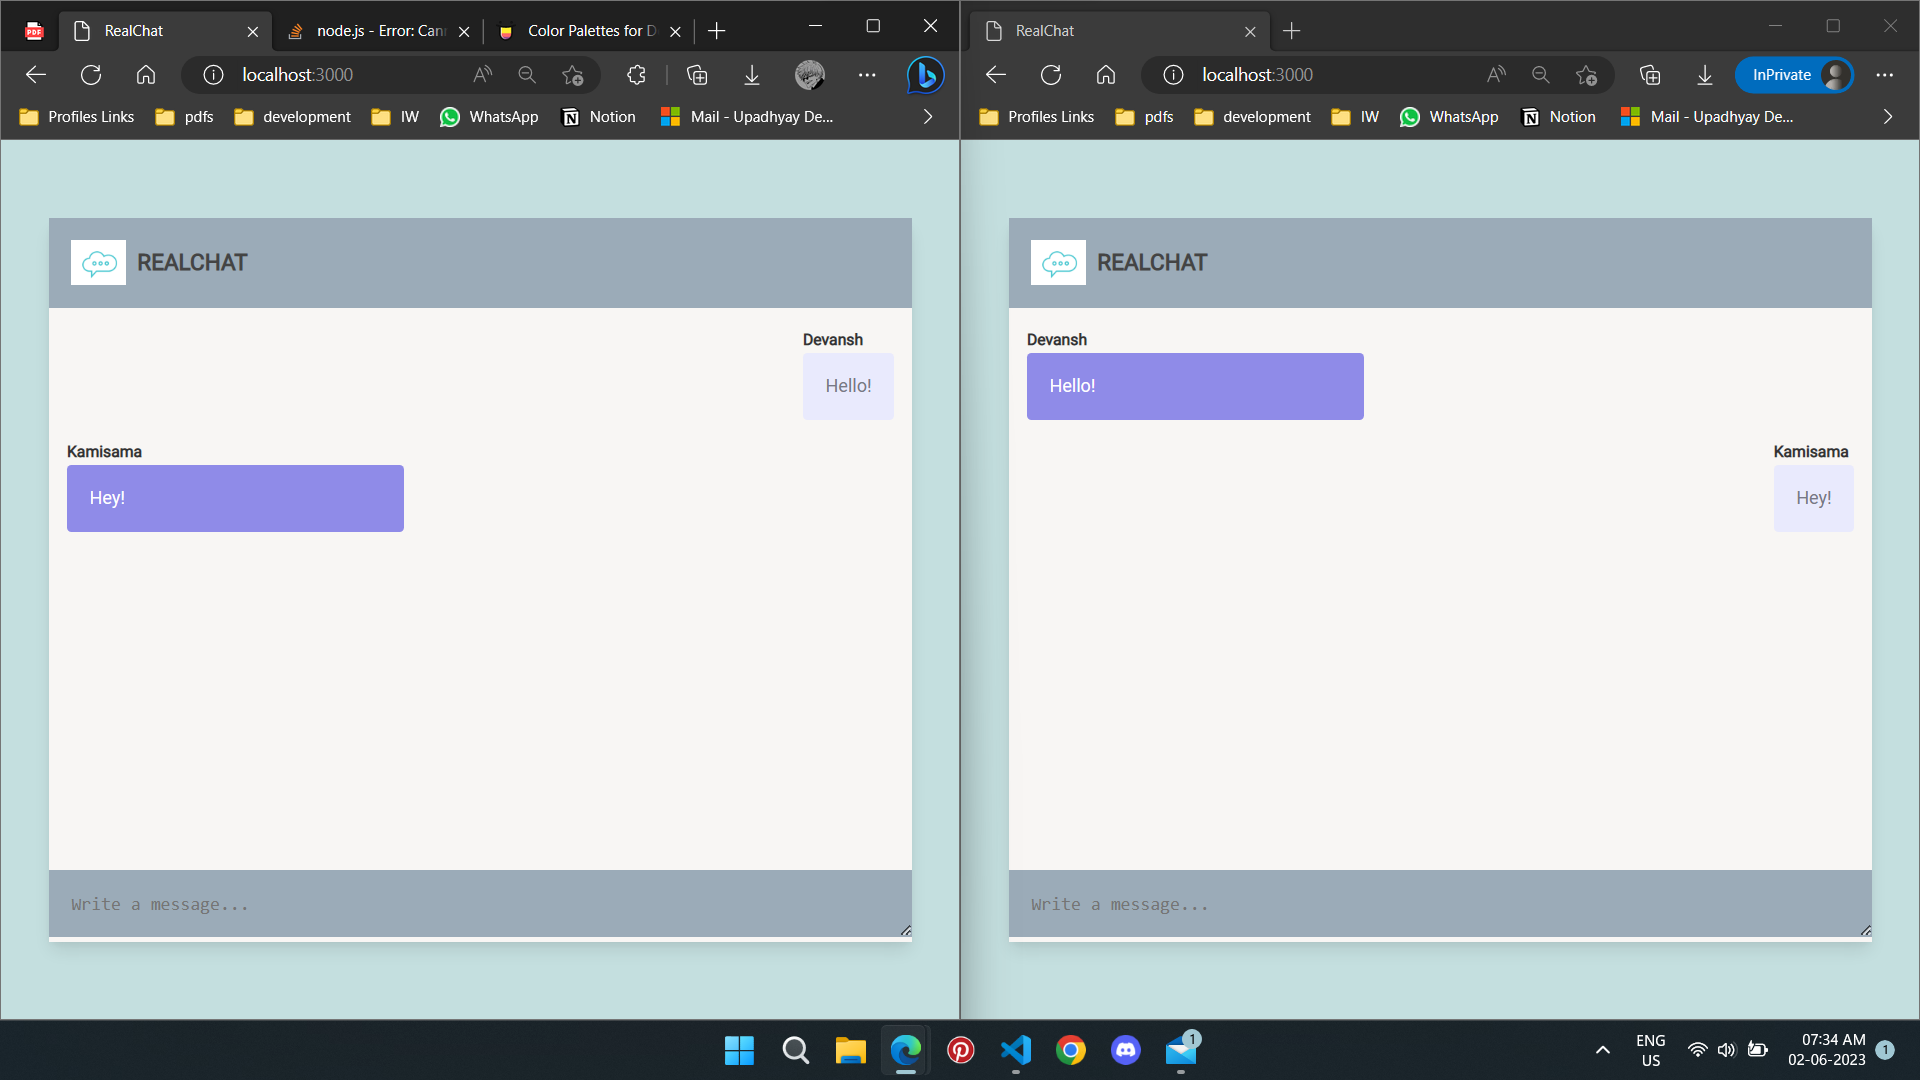 PDF
RealChat
node.js - Error: Can
Color Palettes for D
localhost:3000
Profiles Links
pdfs
development
IW
WhatsApp
Notion
Mail - Upadhyay De...
REALCHAT
Devansh
Hello!
Kamisama
Hey!
Write a message...
RealChat
localhost:3000
InPrivate
Profiles Links
pdfs
development
IW
WhatsApp
Notion
Mail - Upadhyay De...
REALCHAT
Devansh
Hello!
Kamisama
Hey!
Write a message...
1
ENG
US
07:34 AM
02-06-2023
1